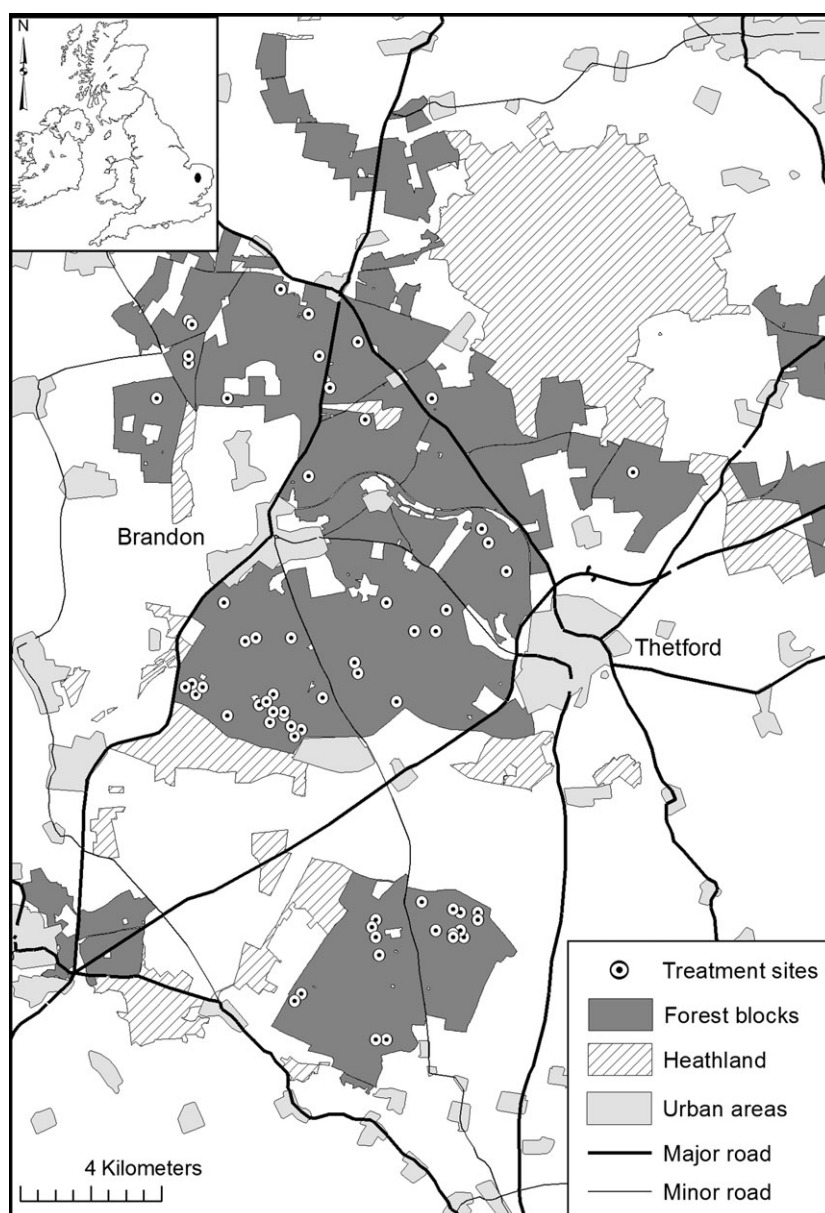 N
Brandon
Thetford
Treatment sites
Forest blocks
Heathland
Urban areas
Major road
Minor road
4 Kilometers